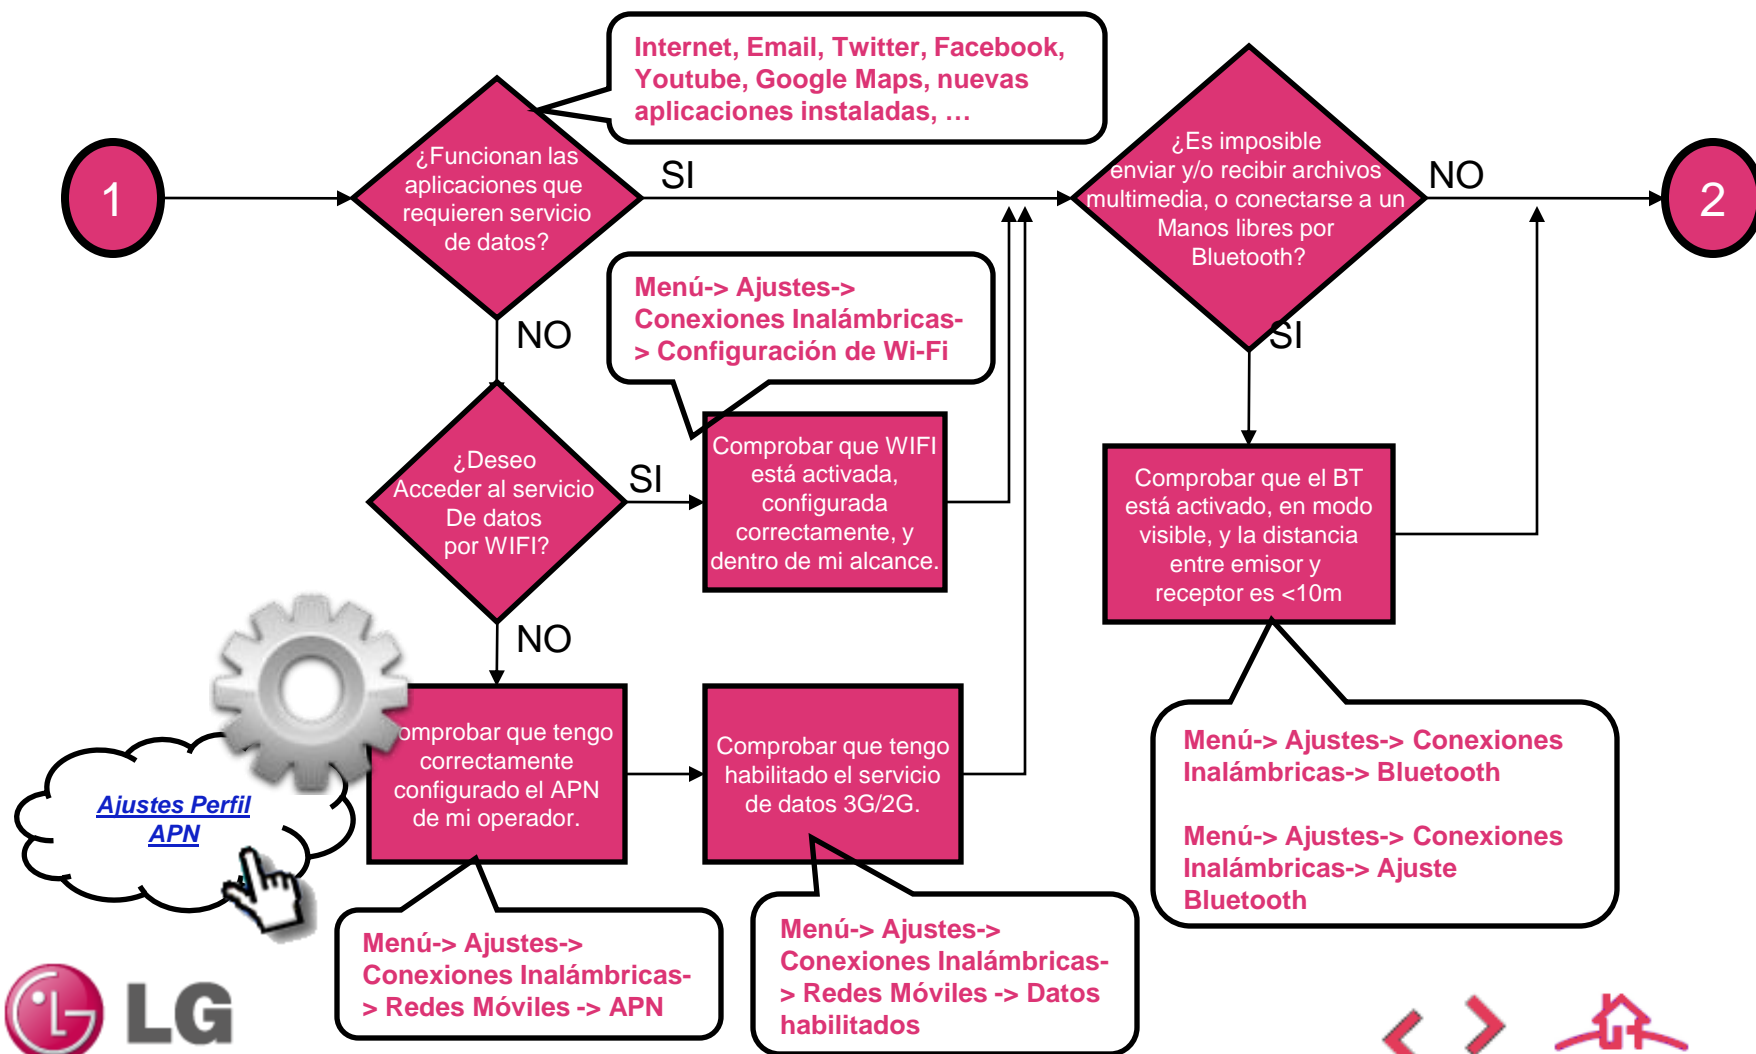 Internet, Email, Twitter, Facebook,
Youtube, Google Maps, nuevas
aplicaciones instaladas, …
1
¿Funcionan las
aplicaciones que
requieren servicio
de datos?
SI
¿Es imposible
enviar y/o recibir archivos
multimedia, o conectarse a un
Manos libres por
Bluetooth?
NO
2
NO
Menú-> Ajustes->
Conexiones Inalámbricas-
> Configuración de Wi-Fi
SI
¿Deseo
Acceder al servicio
De datos
por WIFI?
SI
Comprobar que WIFI
está activada,
configurada
correctamente, y
dentro de mi alcance.
Comprobar que el BT
está activado, en modo
visible, y la distancia
entre emisor y
receptor es <10m
NO
omprobar que tengo
correctamente
configurado el APN
de mi operador.
Comprobar que tengo
habilitado el servicio
de datos 3G/2G.
Ajustes Perfil
APN
Menú-> Ajustes-> Conexiones
Inalámbricas-> Bluetooth
Menú-> Ajustes-> Conexiones
Inalámbricas-> Ajuste
Bluetooth
Menú-> Ajustes->
Conexiones Inalámbricas-
> Redes Móviles -> APN
Menú-> Ajustes->
Conexiones Inalámbricas-
> Redes Móviles -> Datos
habilitados
LG